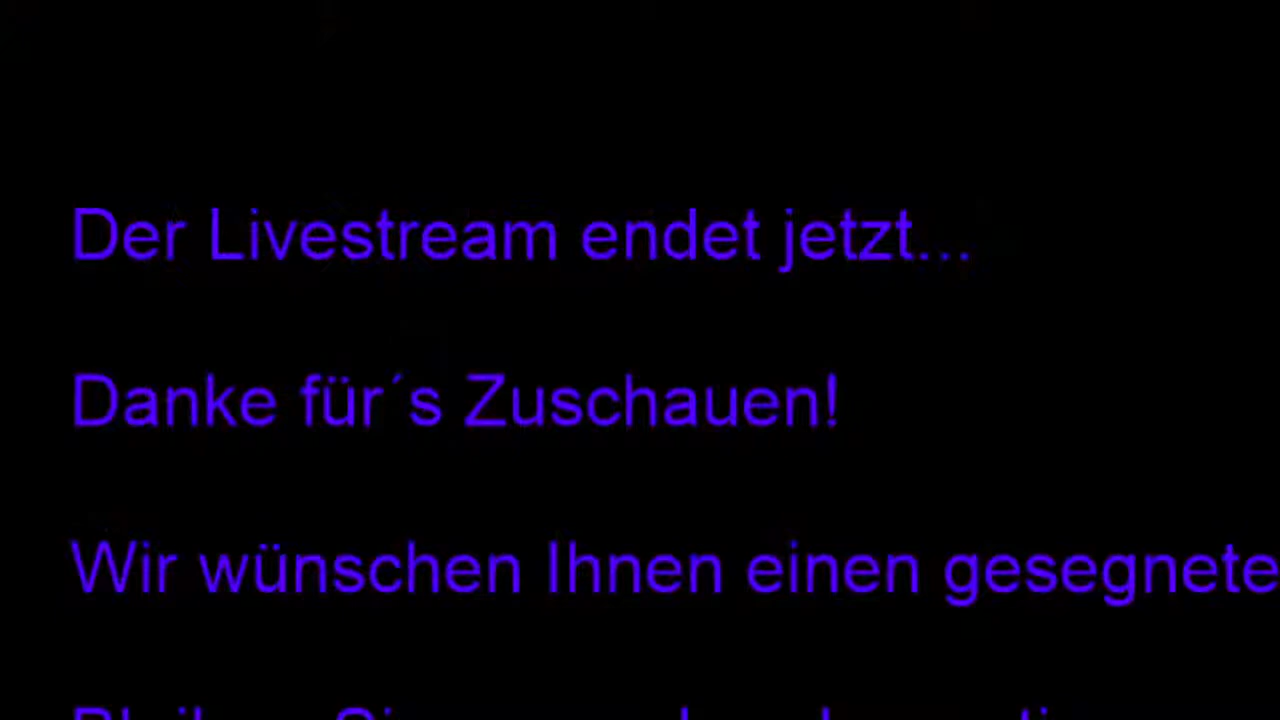 Der Livestream endet jetzt...
Danke für´s Zuschauen!
Wir wünschen Ihnen einen gesegnete